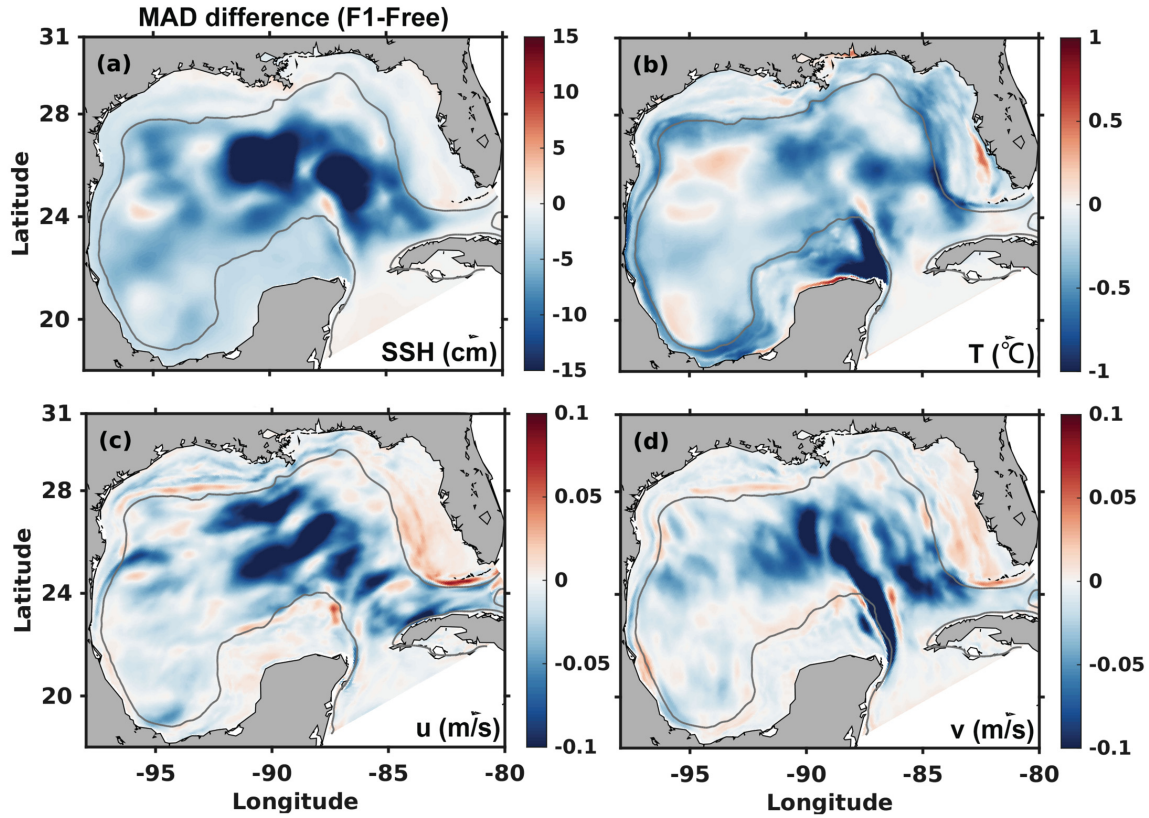 MAD difference (F1-Free)
31
28
24
20
Latitude
(a)
SSH (cm)
15
10
5
0
-5
-10
-15
(b)
T (℃)
1
0.5
0
-0.5
-1
31
28
24
20
Latitude
-95
-90
-85
-80
Longitude
(c)
u (m/s)
0.1
0.05
0
-0.05
-0.1
(d)
v (m/s)
-95
-90
-85
-80
Longitude
0.1
0.05
0
-0.05
-0.1